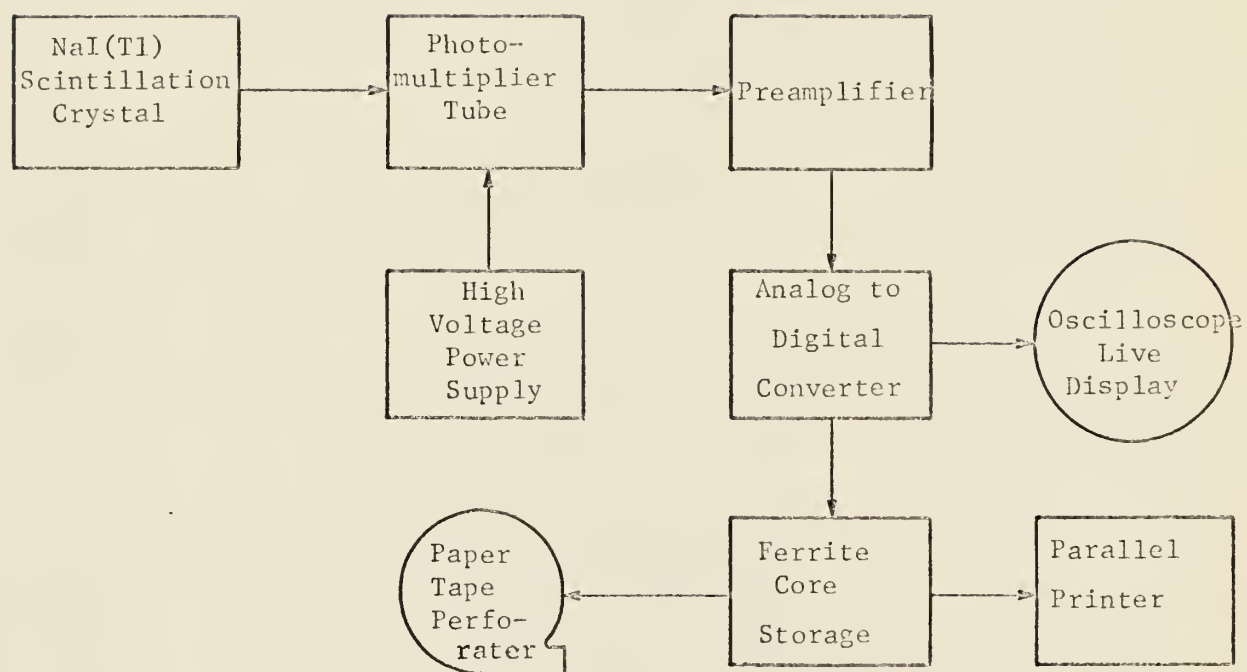 NaI(Tl)
Scintillation
Crystal
Photo-
multiplier
Tube
Preamplifier
High
Voltage
Power
Supply
Analog to
Digital
Converter
Oscilloscope
Live
Display
Paper
Tape
Perfo-
rater
Ferrite
Core
Storage
Parallel
Printer